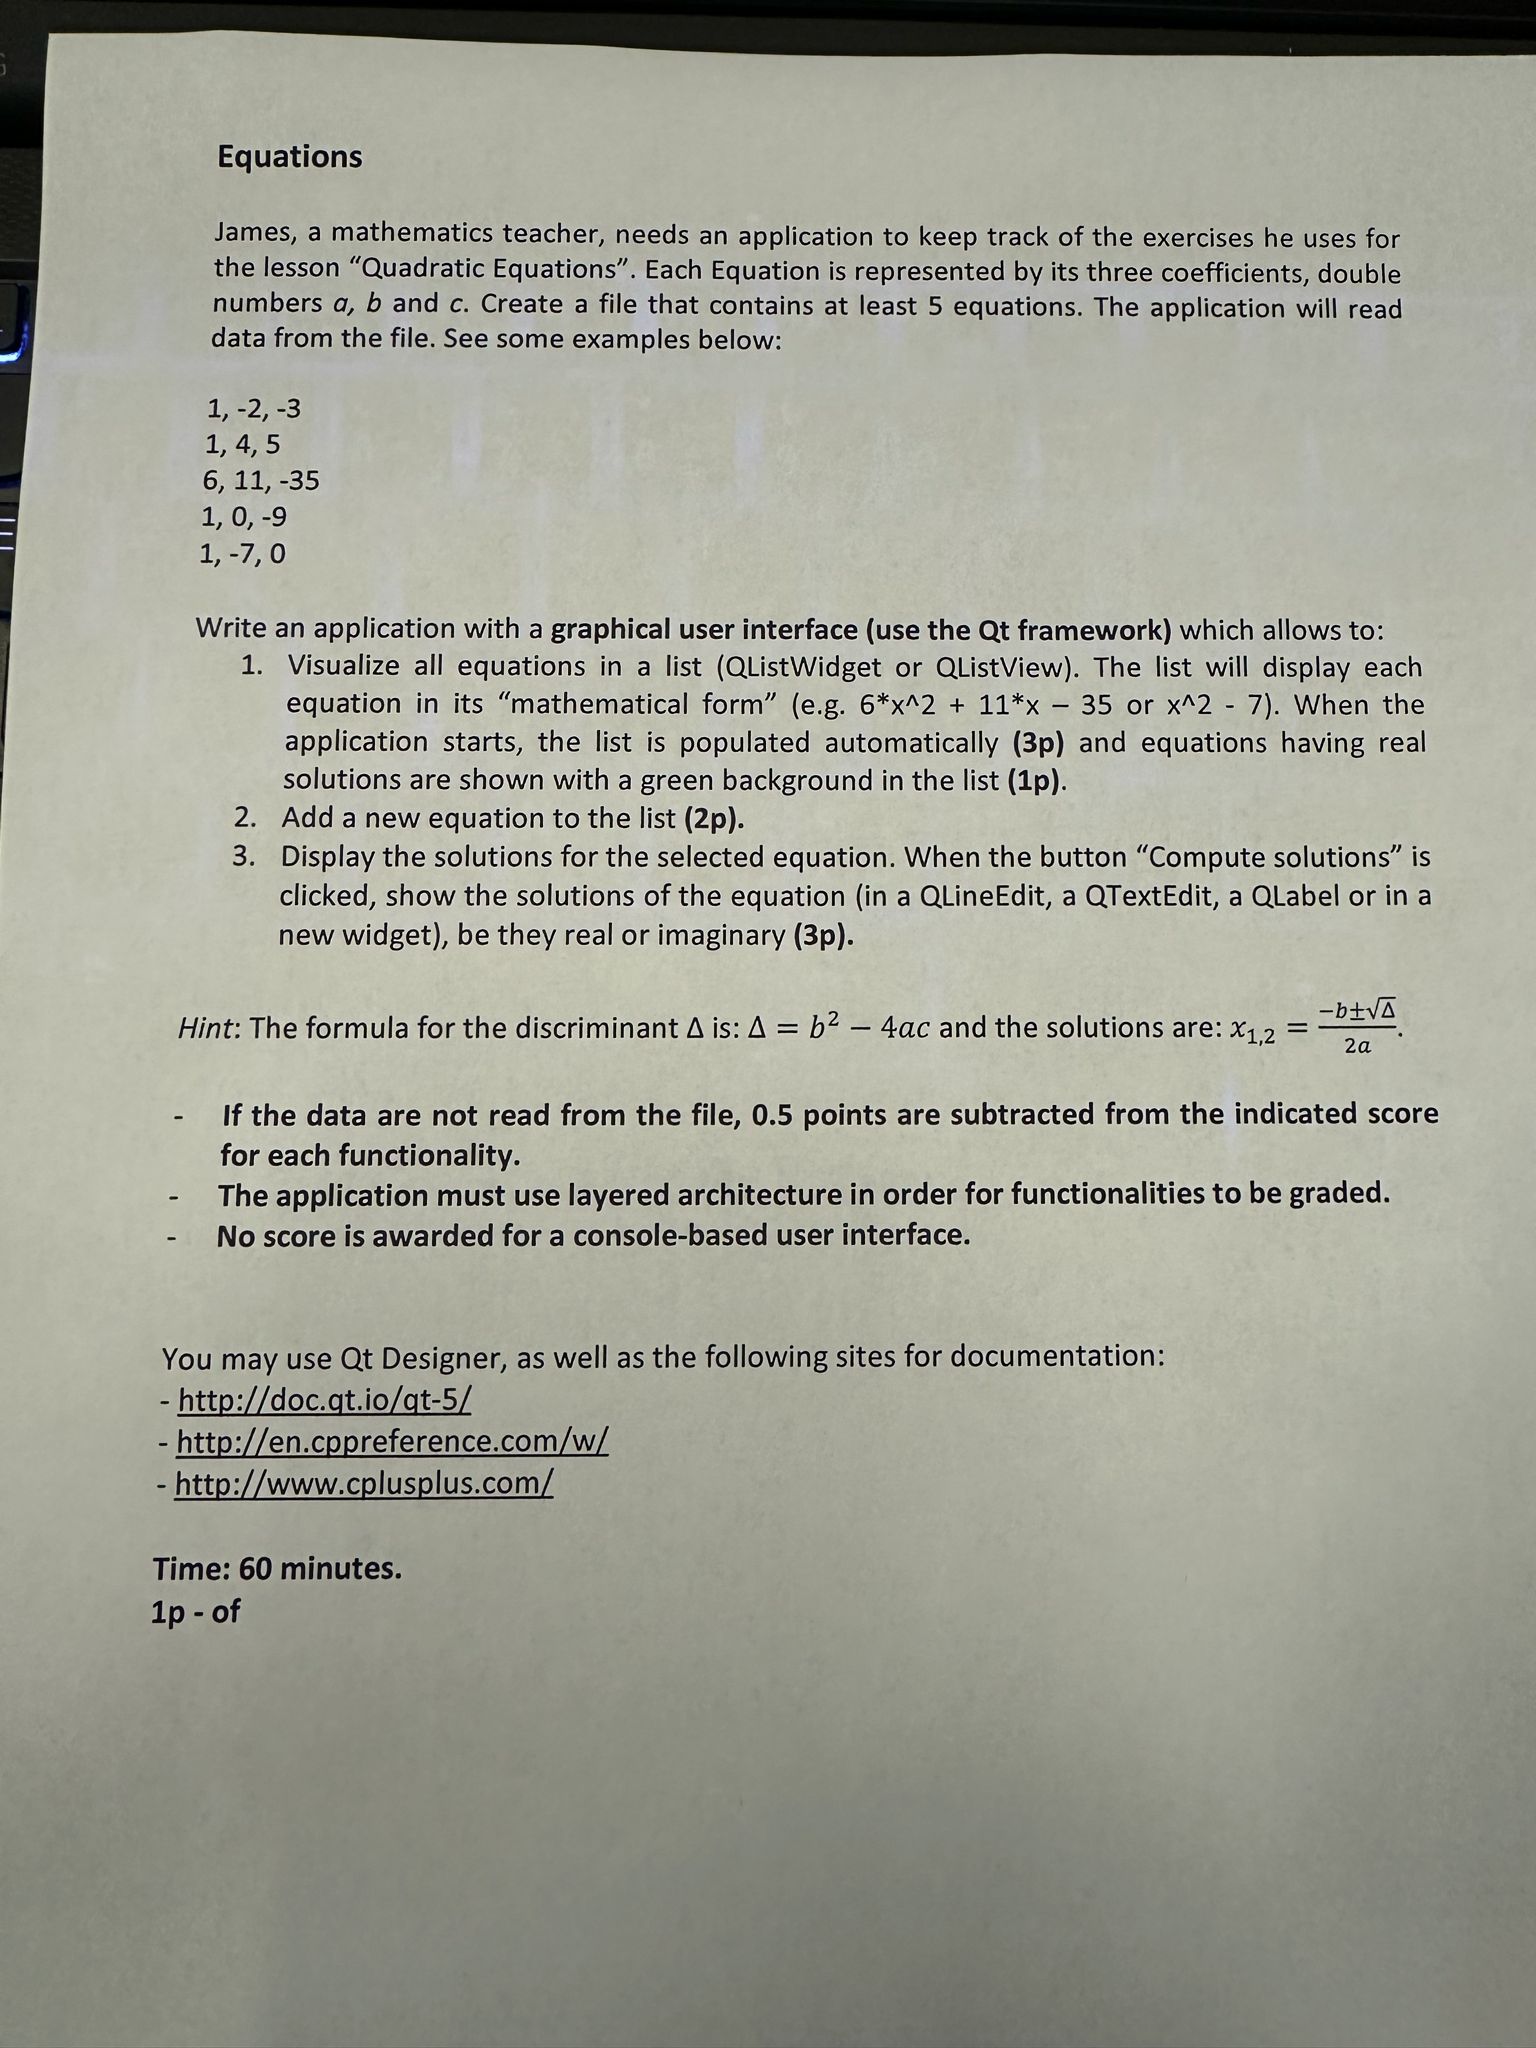 Equations
James, a mathematics teacher, needs an application to keep track of the exercises he uses for
the lesson “Quadratic Equations”. Each Equation is represented by its three coefficients, double
numbers a, b and c. Create a file that contains at least 5 equations. The application will read
data from the file. See some examples below:
1, -2, -3
1, 4, 5
6, 11, -35
1, 0, -9
1, -7, 0
Write an application with a graphical user interface (use the Qt framework) which allows to:
1. Visualize all equations in a list (QListWidget or QListView). The list will display each
equation in its “mathematical form” (e.g. 6*x^2 + 11*x – 35 or x^2 - 7). When the
application starts, the list is populated automatically (3p) and equations having real
solutions are shown with a green background in the list (1p).
2. Add a new equation to the list (2p).
3. Display the solutions for the selected equation. When the button “Compute solutions” is
clicked, show the solutions of the equation (in a QLineEdit, a QTextEdit, a QLabel or in a
new widget), be they real or imaginary (3p).
Hint: The formula for the discriminant Δ is: Δ = b² − 4ac and the solutions are: x₁,₂ = (−b±√Δ)/2a.
- If the data are not read from the file, 0.5 points are subtracted from the indicated score
for each functionality.
- The application must use layered architecture in order for functionalities to be graded.
- No score is awarded for a console-based user interface.
You may use Qt Designer, as well as the following sites for documentation:
- http://doc.qt.io/qt-5/
- http://en.cppreference.com/w/
- http://www.cplusplus.com/
Time: 60 minutes.
1p - of